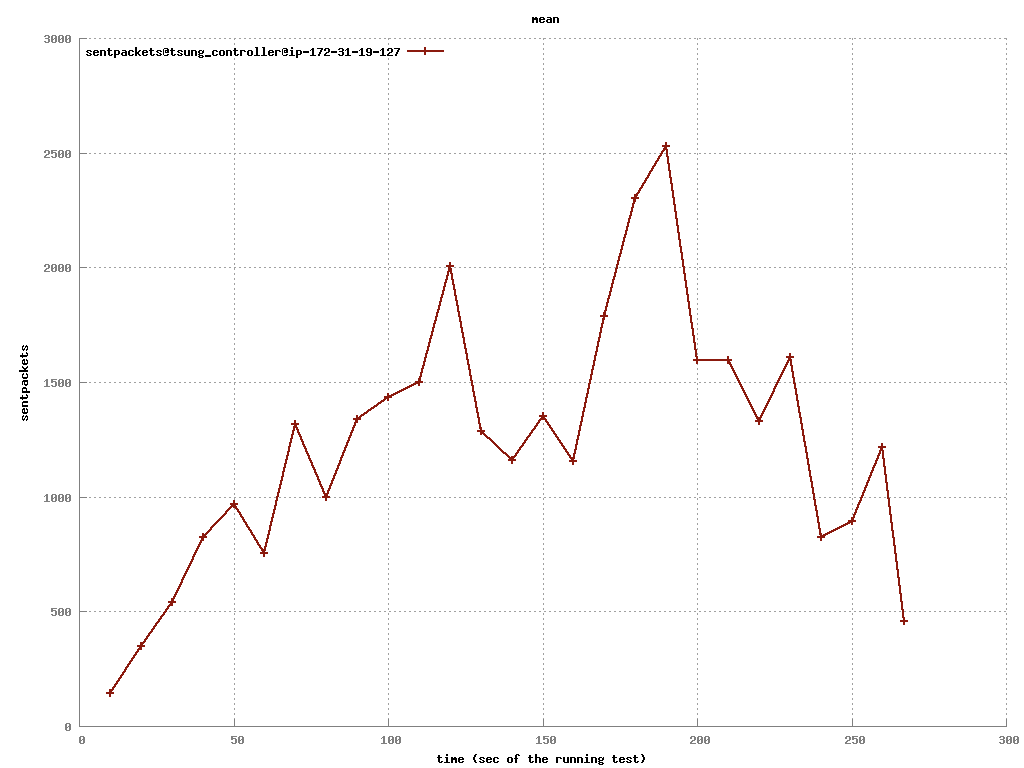 mean
3000
sentpackets@tsung_controller@ip-172-31-19-127
2500
2000
1500
1000
500
0
sentpackets
0 50 100 150 200 250 300
time (sec of the running test)